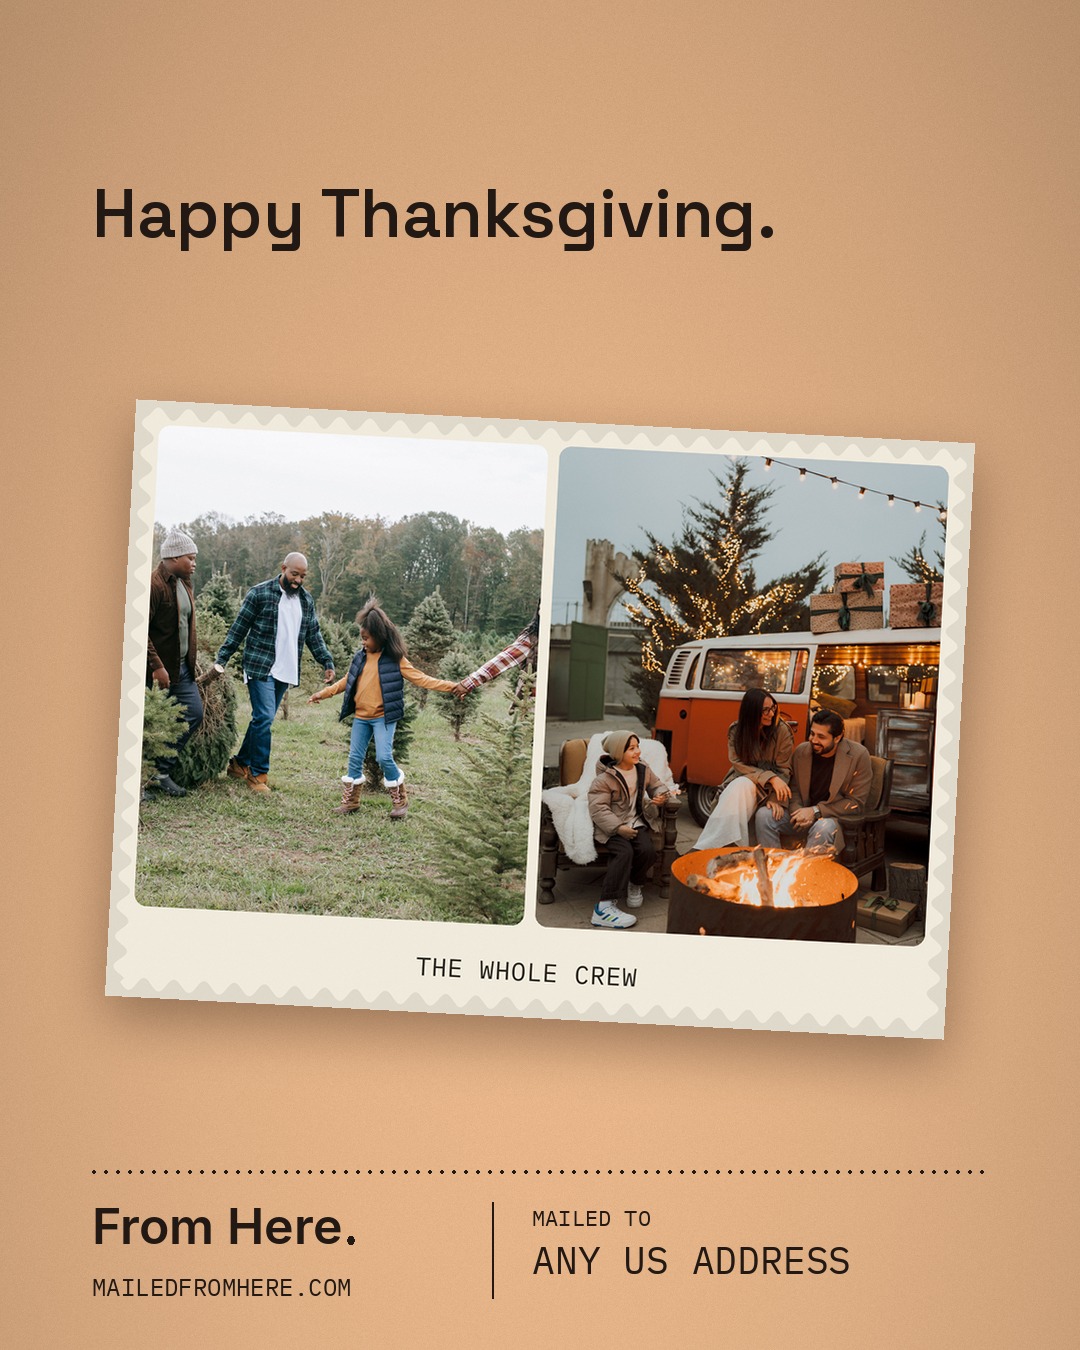 Happy Thanksgiving.
THE WHOLE CREW
From Here.
MAILEDFROMHERE.COM
MAILED TO
ANY US ADDRESS